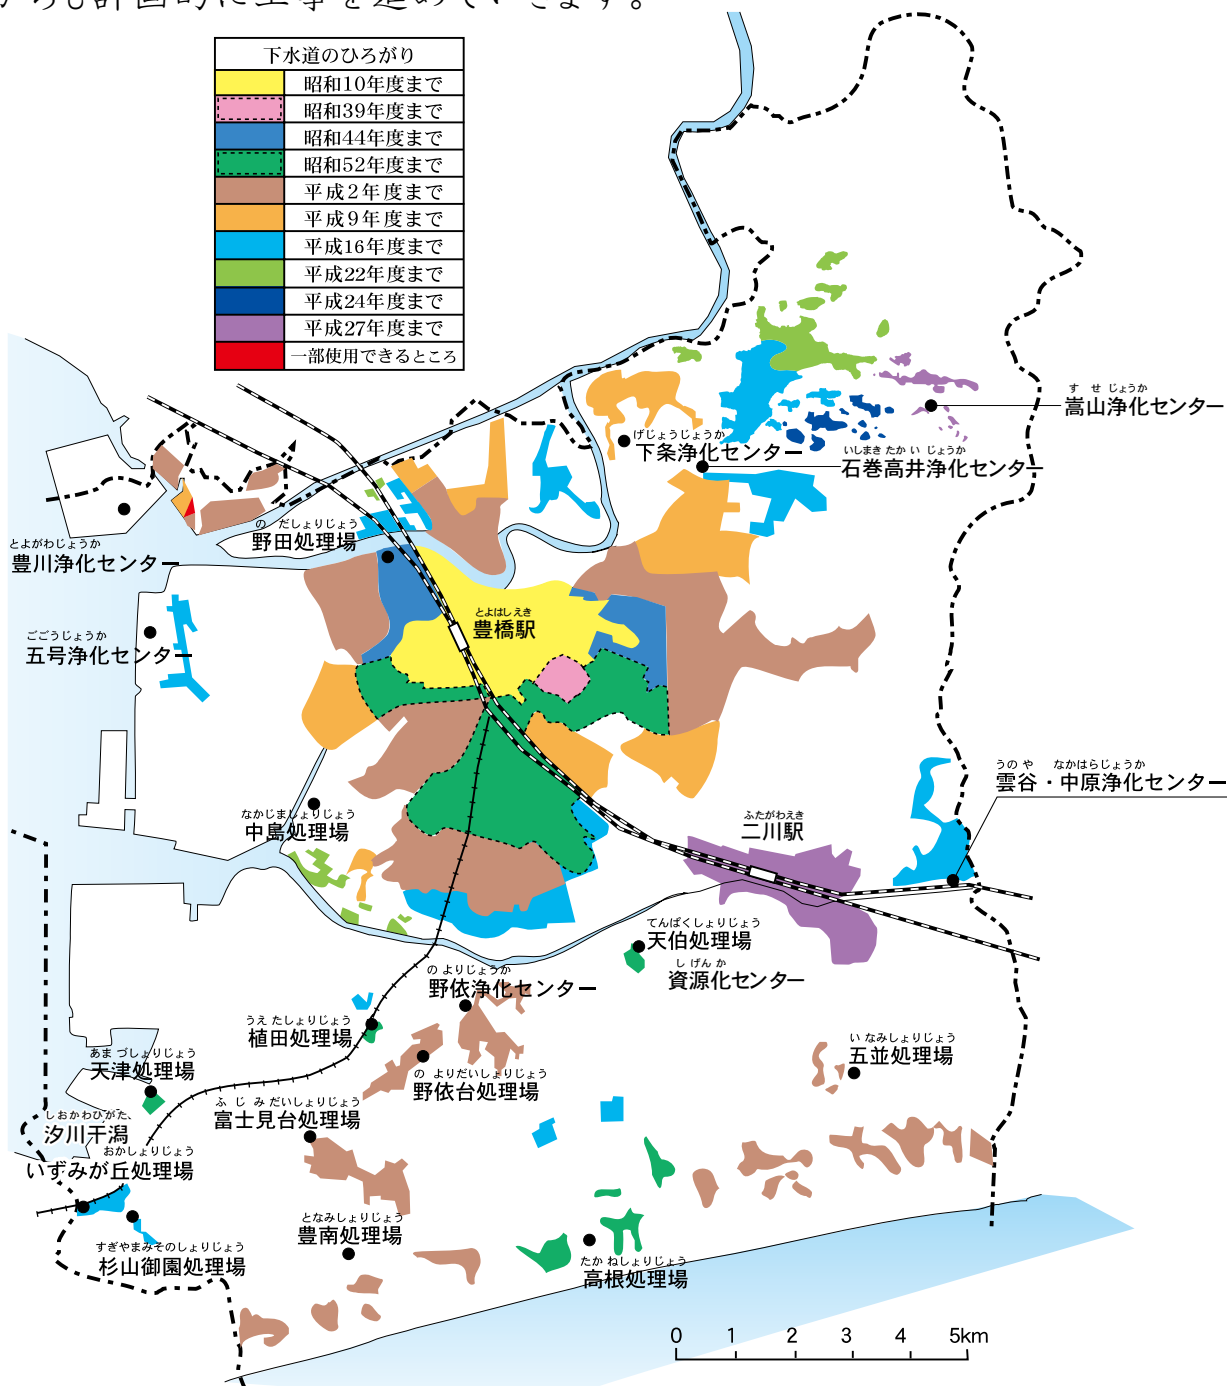 からも計画的に工事を進めていきます。
下水道のひろがり
昭和10年度まで
昭和39年度まで
昭和44年度まで
昭和52年度まで
平成2年度まで
平成9年度まで
平成16年度まで
平成22年度まで
平成24年度まで
平成27年度まで
一部使用できるところ
すせじょうか
嵩山浄化センター
げじょうじょうか
下条浄化センター
いしまきたかいじょうか
石巻高井浄化センター
のだしょりじょう
野田処理場
とよがわじょうか
豊川浄化センター
とよはしえき
豊橋駅
ごごうじょうか
五号浄化センター
うのや なかはらじょうか
雲谷・中原浄化センター
なかじましょりじょう
中島処理場
ふたがわえき
二川駅
てんぱくしょりじょう
天伯処理場
しげんか
資源化センター
のよりじょうか
野依浄化センター
うえたしょりじょう
植田処理場
いなみしょりじょう
五並処理場
あまづしょりじょう
天津処理場
のよりだいしょりじょう
野依台処理場
ふじみだいしょりじょう
富士見台処理場
しおかわひがた、
汐川干潟
おかしょりじょう
いずみが丘処理場
となみしょりじょう
豊南処理場
すぎやまみそのしょりじょう
杉山御園処理場
たかねしょりじょう
高根処理場
0 1 2 3 4 5km